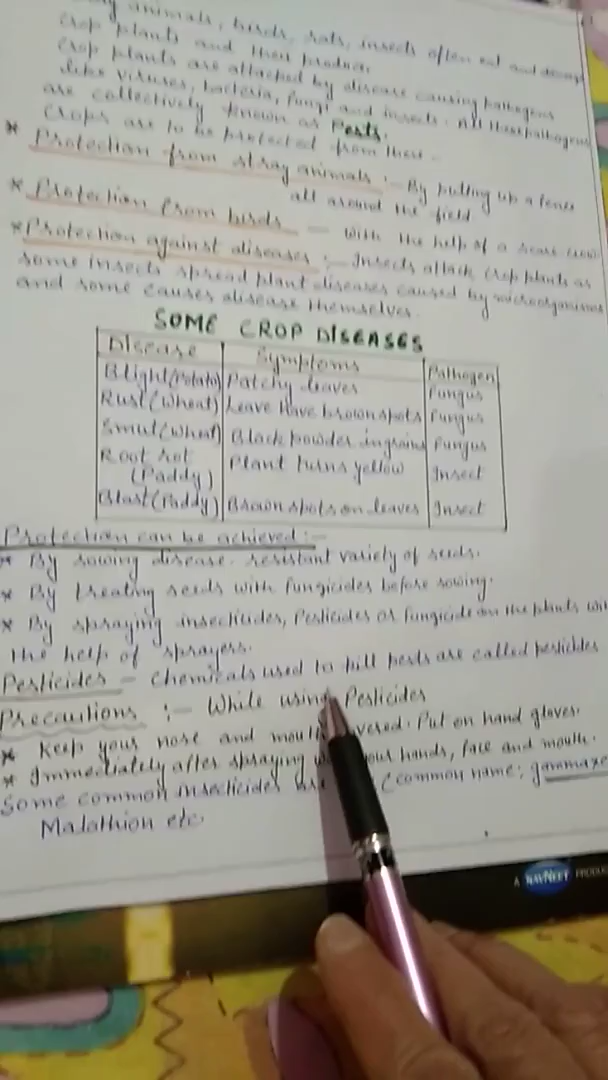 animals, birds, rats, insects often eat and
crop plants and their produce.
Crop plants are attacked by disease causing pathogens
like viruses, bacteria, fungi and insects. All these pathogens
are collectively known as Pests.
Crops are to be protected from them.
* Protection from stray animals :- By putting up a fence
all around the field
* Protection from birds - with the help of a scare crow
* Protection against diseases :- Insects attack crop plants as
some insects spread plant diseases caused by
and some causes disease themselves.
SOME CROP DISEASES
Disease Symptoms Pathogen
Blight(Potato) Patchy leaves Fungus
Rust(Wheat) Leave have brown spots Fungus
Smut(Wheat) Black powder in grains Fungus
Root rot (Paddy) Plant turns yellow Insect
Blast(Paddy) Brown spots on leaves Insect
Protection can be achieved:-
* By sowing disease-resistant variety of seeds.
* By treating seeds with fungicides before sowing.
* By spraying insecticides, Pesticides or fungicide on the plants with
the help of sprayers.
Pesticides - Chemicals used to kill pests are called pesticides
Precautions :- While using Pesticides
* Keep your nose and covered. Put on hand gloves.
* Immediately after spraying your hands, face and mouth.
Some common insecticides (common name: gammaxe
Malathion etc.
A NAVNEET